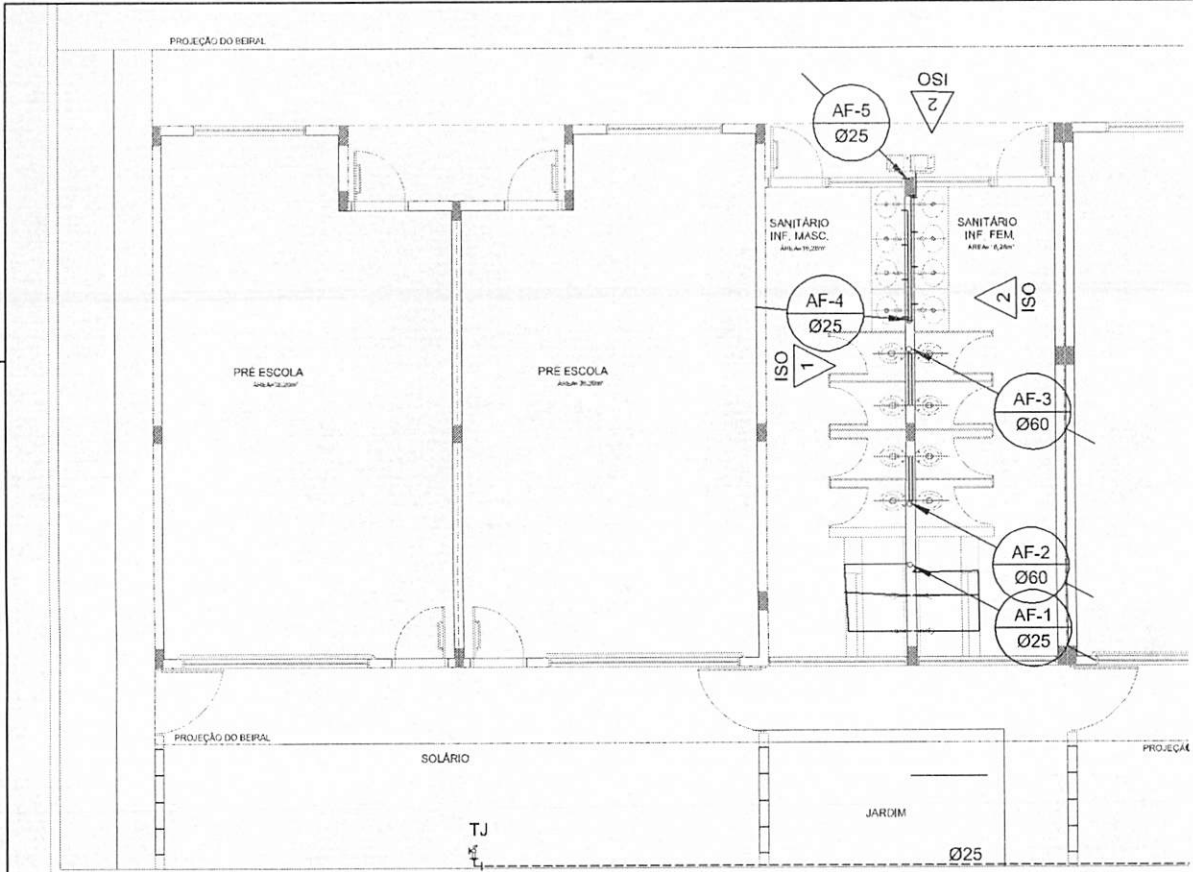 PROJEÇÃO DO BEIRAL
OSI
2
AF-5
Ø25
SANITÁRIO
INF. MASC.
SANITÁRIO
INF. FEM.
AF-4
Ø25
2
ISO
ISO
1
PRÉ ESCOLA
PRÉ ESCOLA
AF-3
Ø60
AF-2
Ø60
AF-1
Ø25
PROJEÇÃO DO BEIRAL
SOLÁRIO
PROJEÇÃ
JARDIM
TJ
Ø25